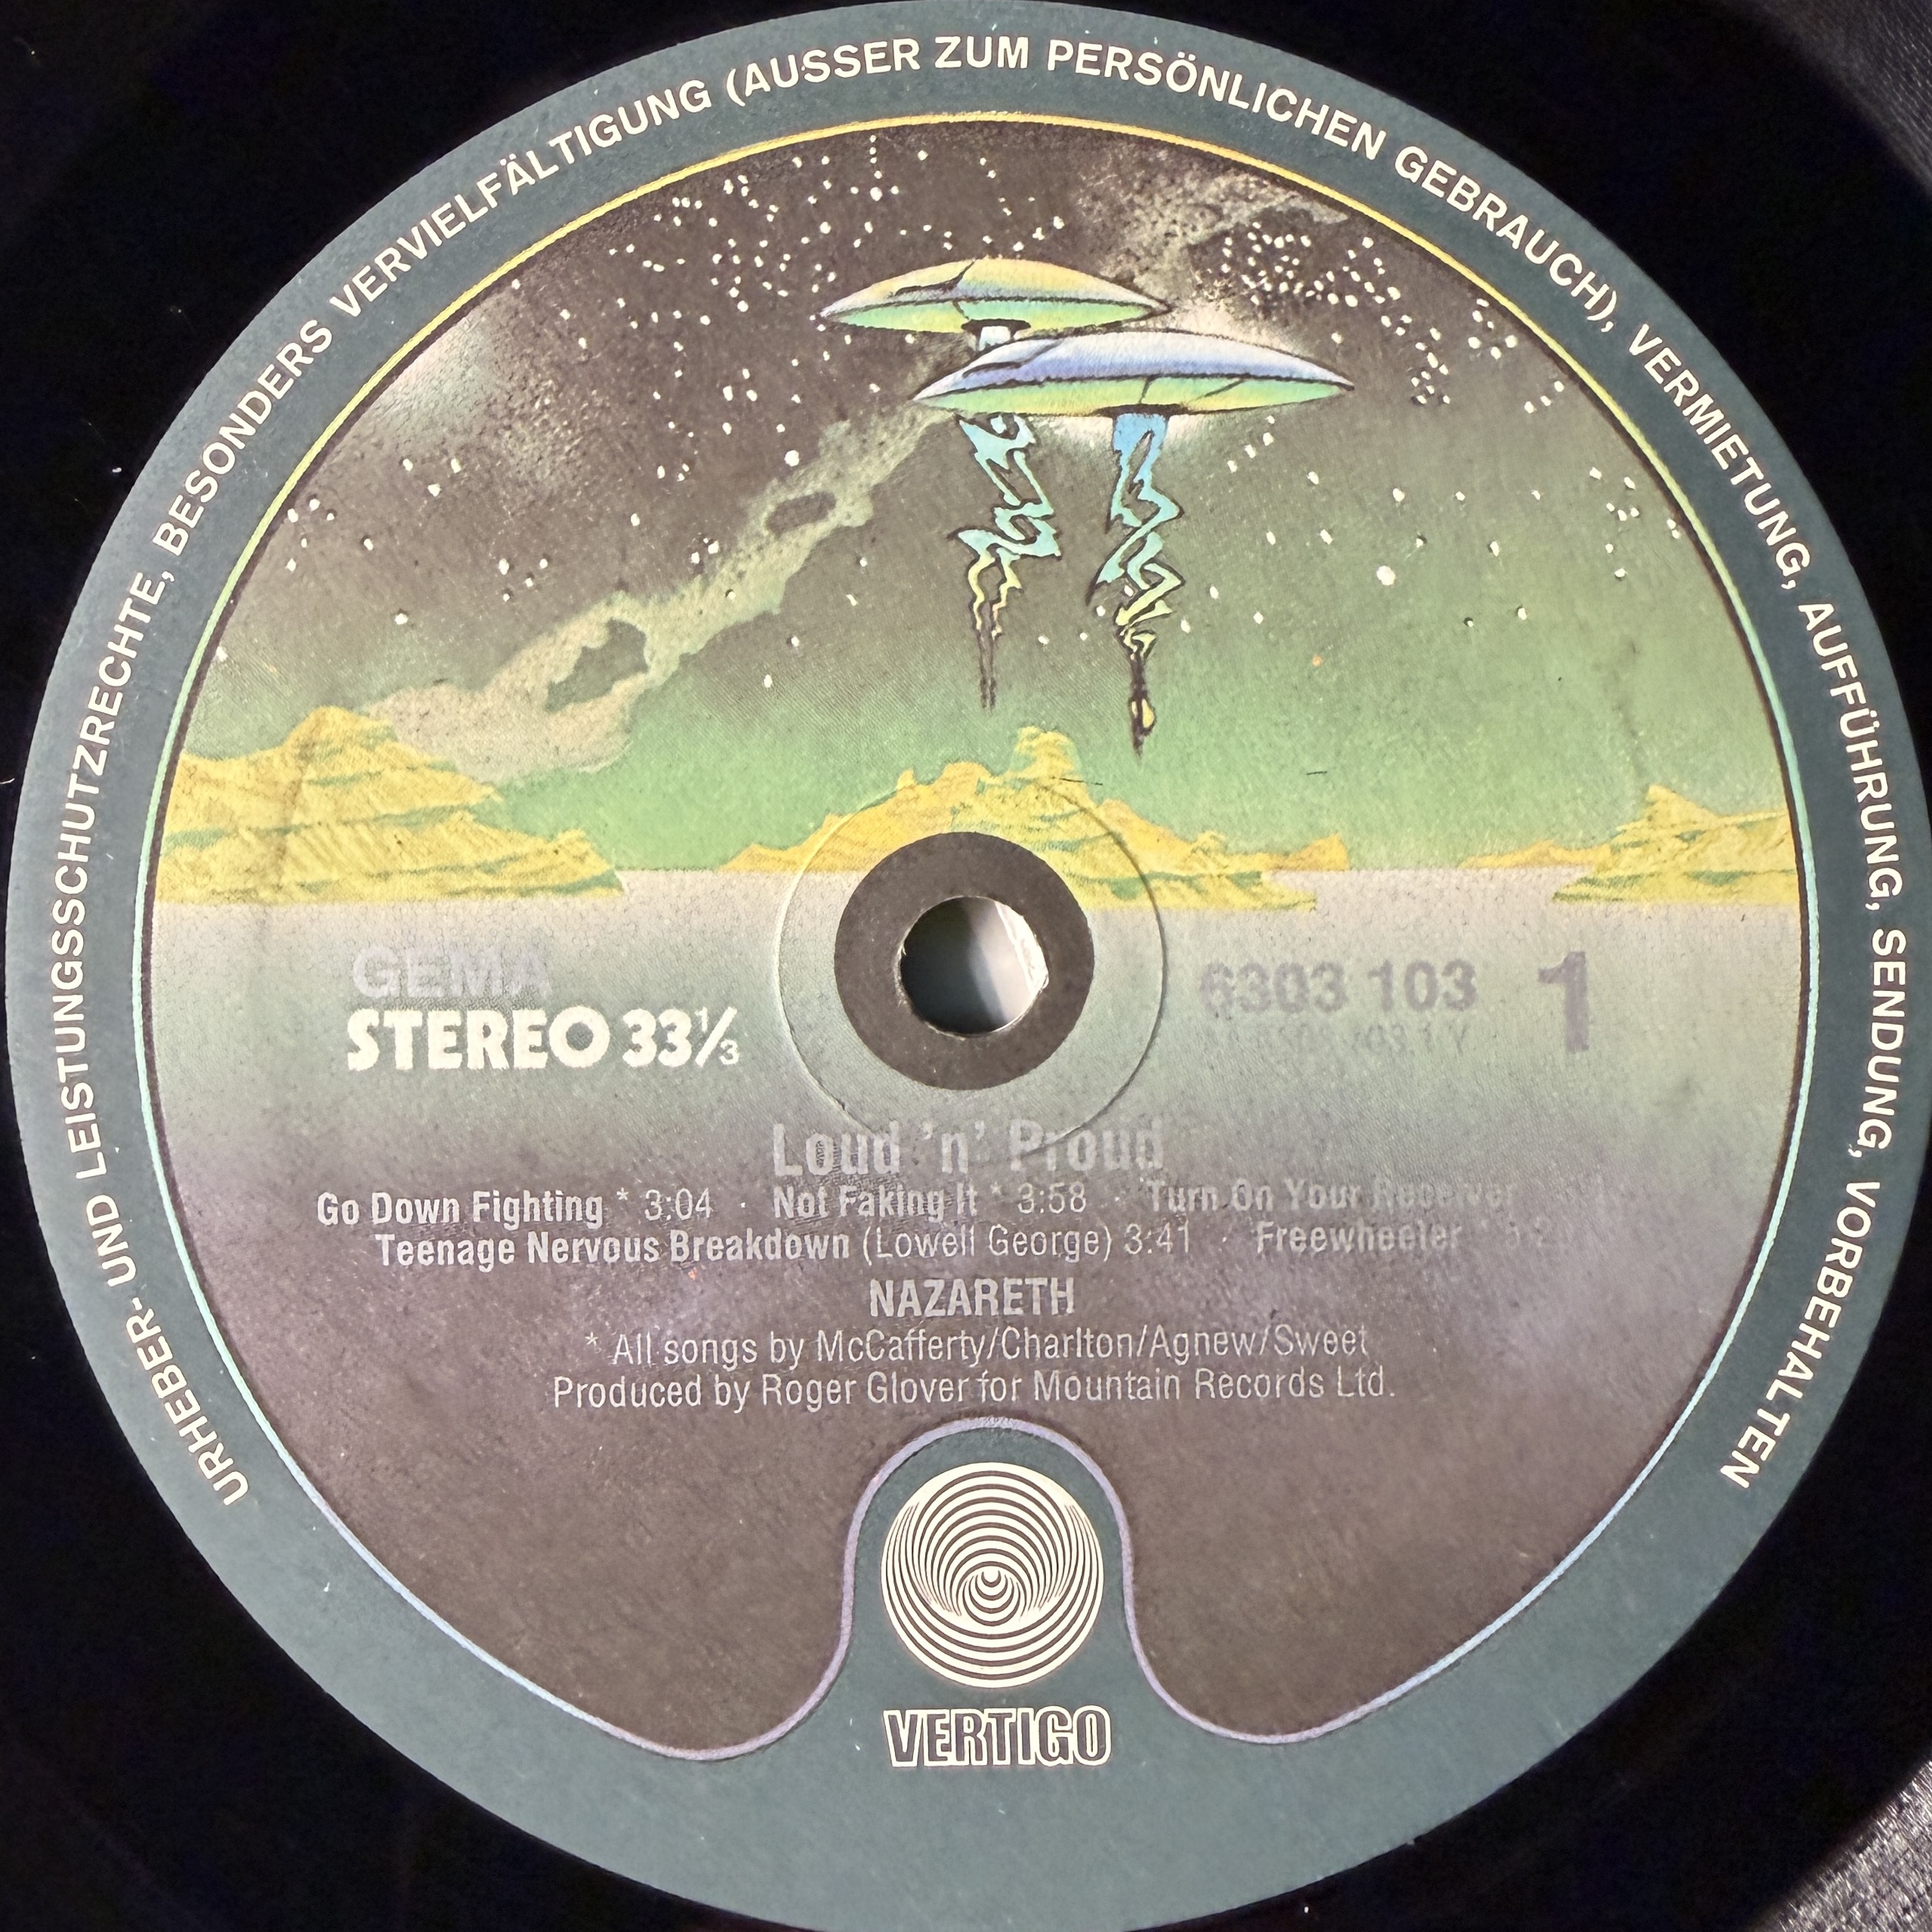 URHEBER- UND LEISTUNGSSCHUTZRECHTE, BESONDERS VERVIELFÄLTIGUNG (AUSSER ZUM PERSÖNLICHEN GEBRAUCH), VERMIETUNG, AUFFÜHRUNG, SENDUNG, VORBEHALTEN
GEMA
STEREO 33⅓
6303 103
1
Loud 'n' Proud
Go Down Fighting * 3:04 · Not Faking It * 3:58 · Turn On Your Receiver
Teenage Nervous Breakdown (Lowell George) 3:41 · Freewheeler
NAZARETH
* All songs by McCafferty/Charlton/Agnew/Sweet
Produced by Roger Glover for Mountain Records Ltd.
VERTIGO